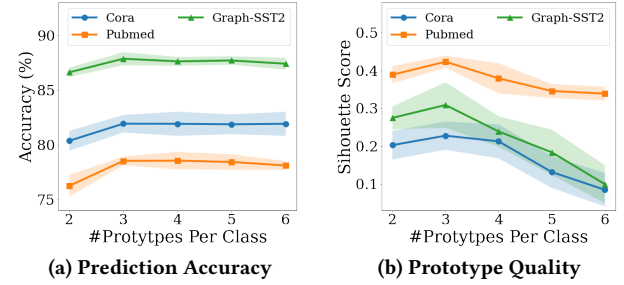 Cora
Pubmed
Graph-SST2
90
85
80
75
Accuracy (%)
2 3 4 5 6
#Protytpes Per Class
(a) Prediction Accuracy
Cora
Pubmed
Graph-SST2
0.5
0.4
0.3
0.2
0.1
Silhouette Score
2 3 4 5 6
#Protytpes Per Class
(b) Prototype Quality